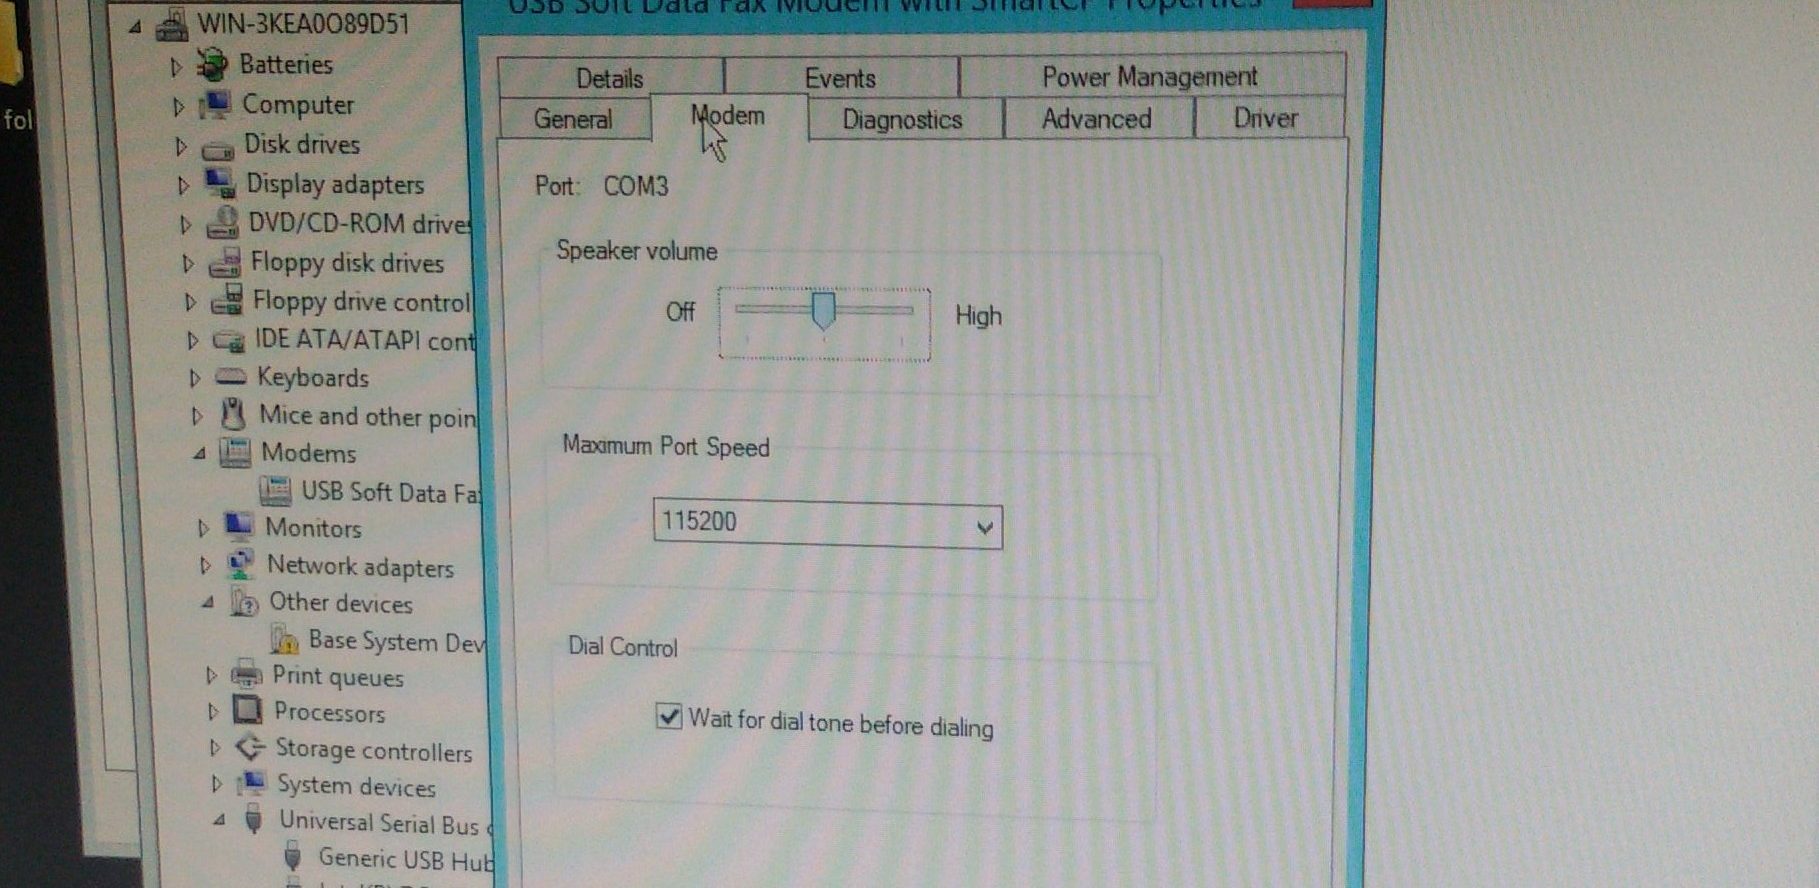 fol
WIN-3KEA0O89D51
Batteries
Computer
Disk drives
Display adapters
DVD/CD-ROM drive
Floppy disk drives
Floppy drive control
IDE ATA/ATAPI cont
Keyboards
Mice and other poin
Modems
USB Soft Data Fa
Monitors
Network adapters
Other devices
Base System Dev
Print queues
Processors
Storage controllers
System devices
Universal Serial Bus
Generic USB Hub
USB Soft Data Fax Modem with SmartCP Properties
Details Events Power Management
General Modem Diagnostics Advanced Driver
Port: COM3
Speaker volume
Off High
Maximum Port Speed
115200
Dial Control
Wait for dial tone before dialing